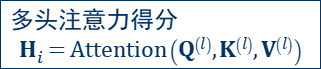 多头注意力得分
H_i = Attention(Q^(l), K^(l), V^(l))